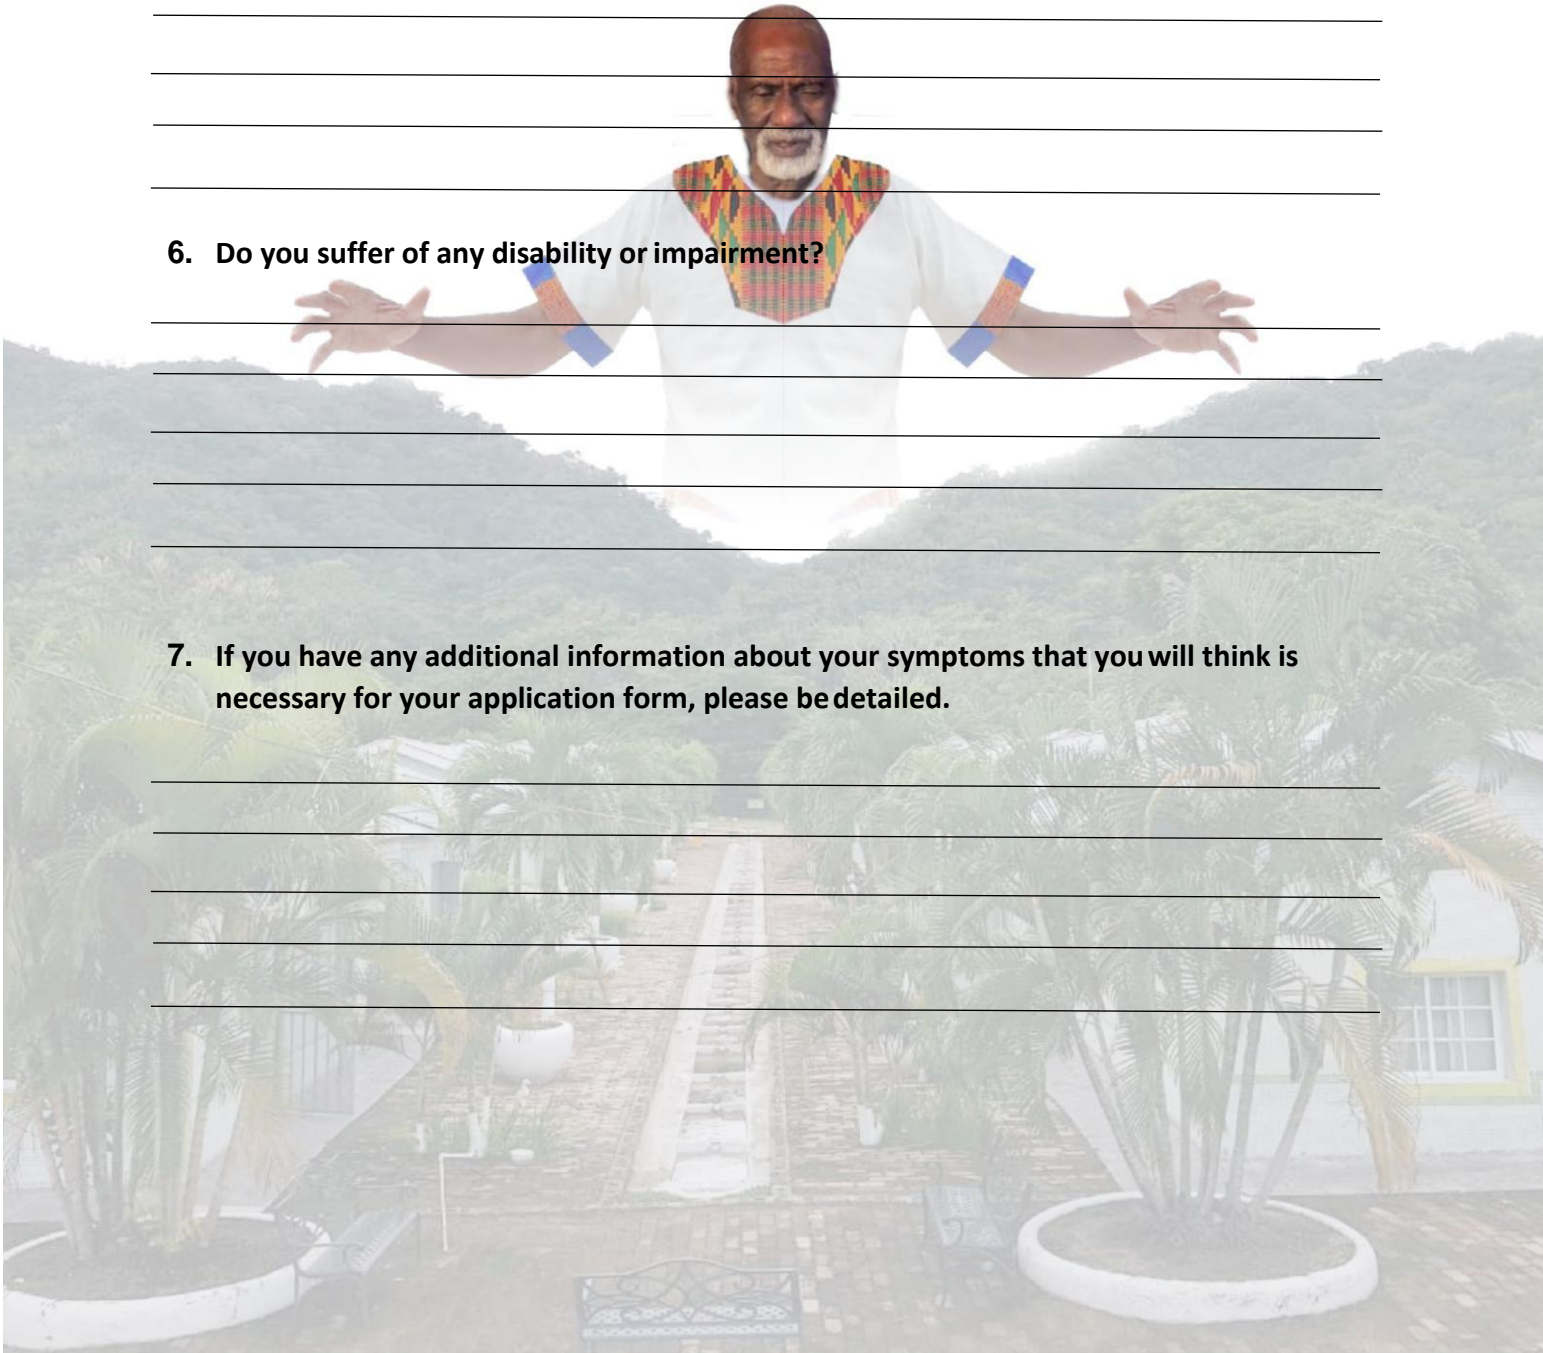 6. Do you suffer of any disability or impairment?
7. If you have any additional information about your symptoms that you will think is
necessary for your application form, please be detailed.